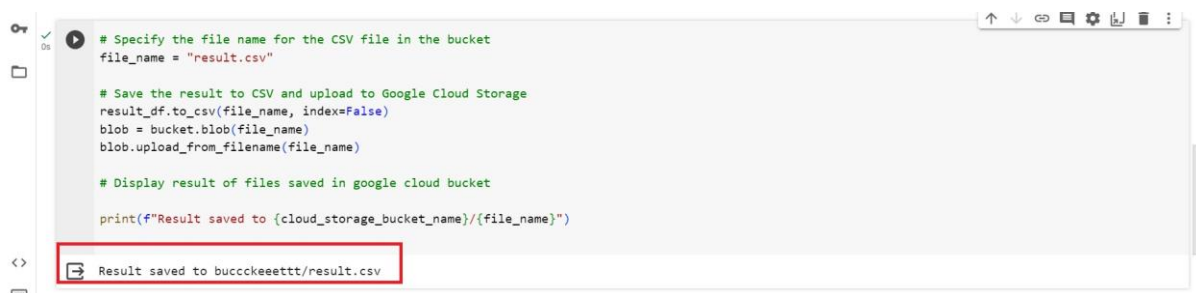 0s
# Specify the file name for the CSV file in the bucket
file_name = "result.csv"
# Save the result to CSV and upload to Google Cloud Storage
result_df.to_csv(file_name, index=False)
blob = bucket.blob(file_name)
blob.upload_from_filename(file_name)
# Display result of files saved in google cloud bucket
print(f"Result saved to {cloud_storage_bucket_name}/{file_name}")
Result saved to buccckeeettt/result.csv